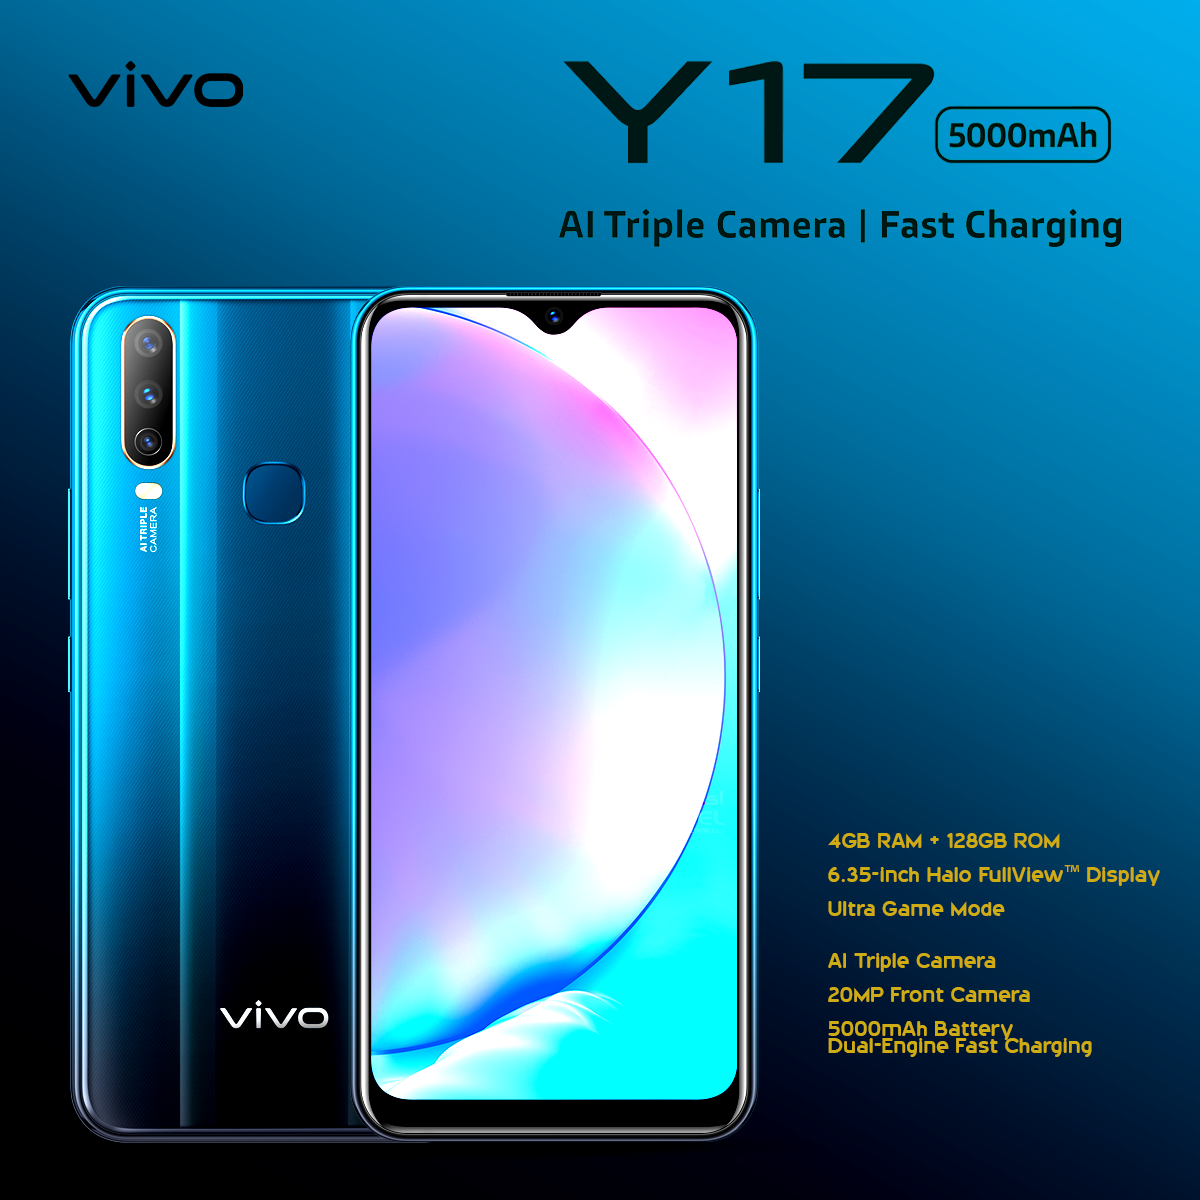 vivo
Y17
5000mAh
AI Triple Camera | Fast Charging
AI TRIPLE
CAMERA
vivo
4GB RAM + 128GB ROM
6.35-inch Halo FullView™ Display
Ultra Game Mode
AI Triple Camera
20MP Front Camera
5000mAh Battery
Dual-Engine Fast Charging